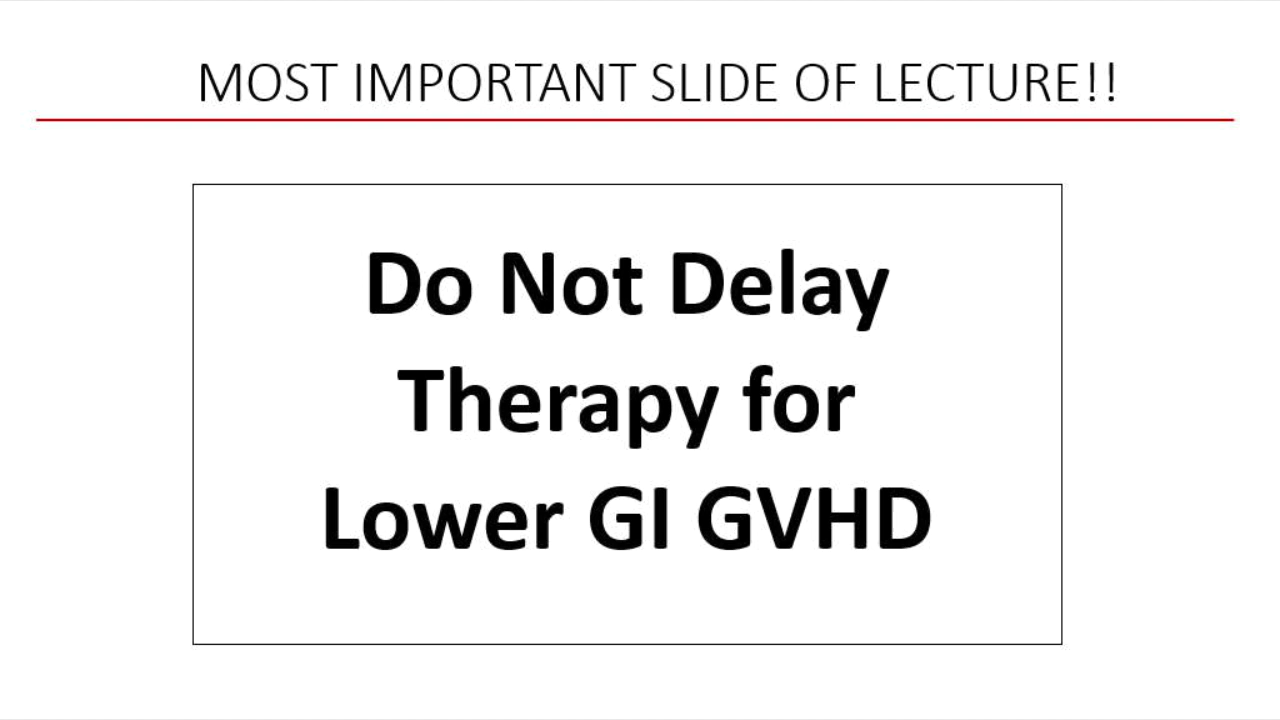 MOST IMPORTANT SLIDE OF LECTURE!!
Do Not Delay
Therapy for
Lower GI GVHD